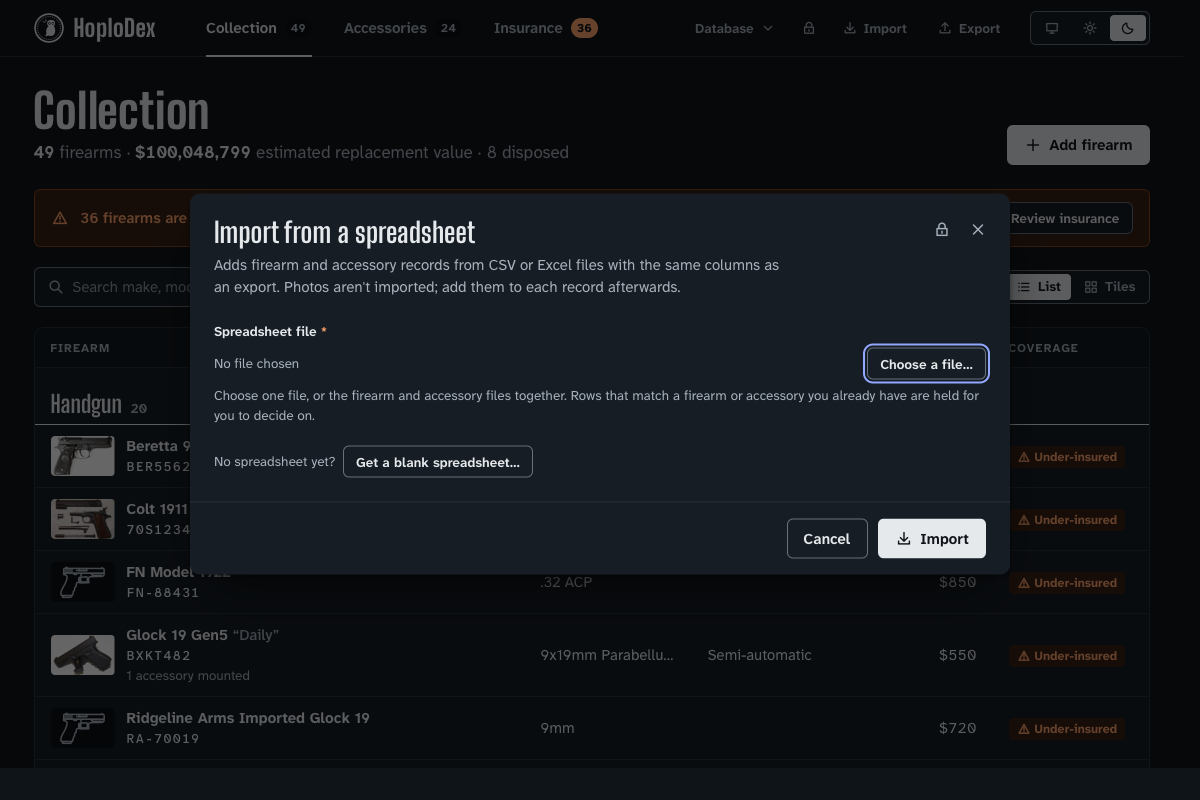 HoploDex
Collection 49
Accessories 24
Insurance 36
Database
Import
Export
Collection
49 firearms · $100,048,799 estimated replacement value · 8 disposed
Add firearm
36 firearms are
Review insurance
Search make, mo
List
Tiles
FIREARM
COVERAGE
Import from a spreadsheet
Adds firearm and accessory records from CSV or Excel files with the same columns as
an export. Photos aren't imported; add them to each record afterwards.
Spreadsheet file *
No file chosen
Choose a file…
Choose one file, or the firearm and accessory files together. Rows that match a firearm or accessory you already have are held for
you to decide on.
No spreadsheet yet?
Get a blank spreadsheet…
Cancel
Import
Handgun 20
Beretta 9
BER5562
Under-insured
Colt 1911
70S1234
Under-insured
FN Model 1922
FN-88431
.32 ACP
$850
Under-insured
Glock 19 Gen5 “Daily”
BXKT482
1 accessory mounted
9x19mm Parabellu…
Semi-automatic
$550
Under-insured
Ridgeline Arms Imported Glock 19
RA-70019
9mm
$720
Under-insured